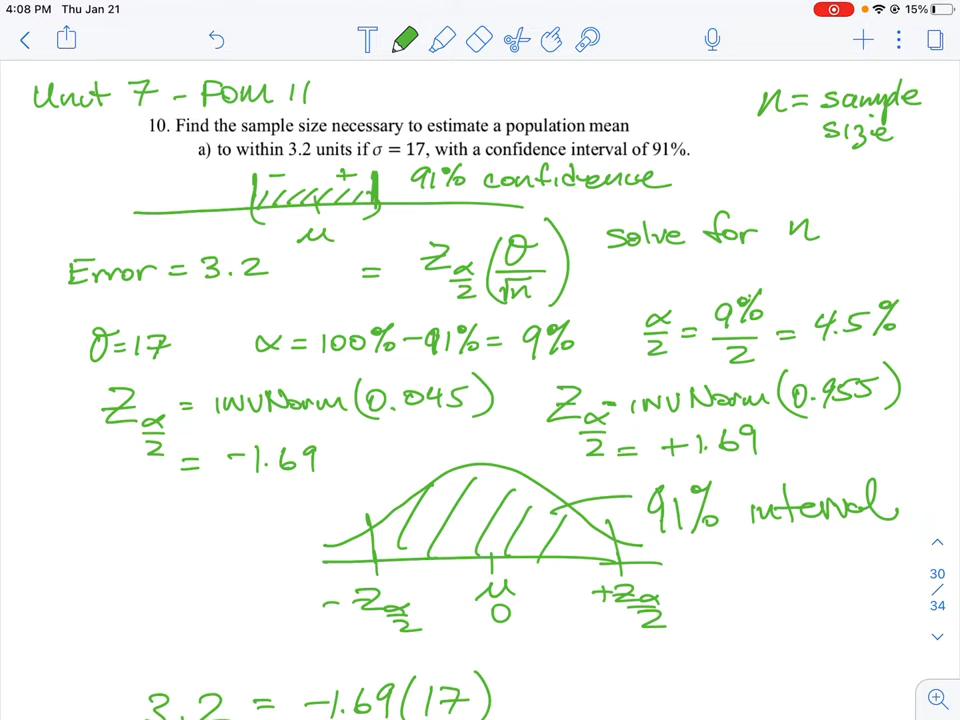 4:08 PM Thu Jan 21
15%
Unit 7 - POM 11
n = sample size
10. Find the sample size necessary to estimate a population mean
a) to within 3.2 units if σ = 17, with a confidence interval of 91%.
- + 91% confidence
μ
Error = 3.2 = Z α/2 (σ/√n) solve for n
σ = 17 α = 100% - 91% = 9% α/2 = 9%/2 = 4.5%
Z α/2 = INVNorm(0.045) Z α/2 = INVNorm(0.955)
= -1.69 = +1.69
91% interval
-Z α/2 μ +Z α/2
0
3.2 = -1.69(17)
30
/
34